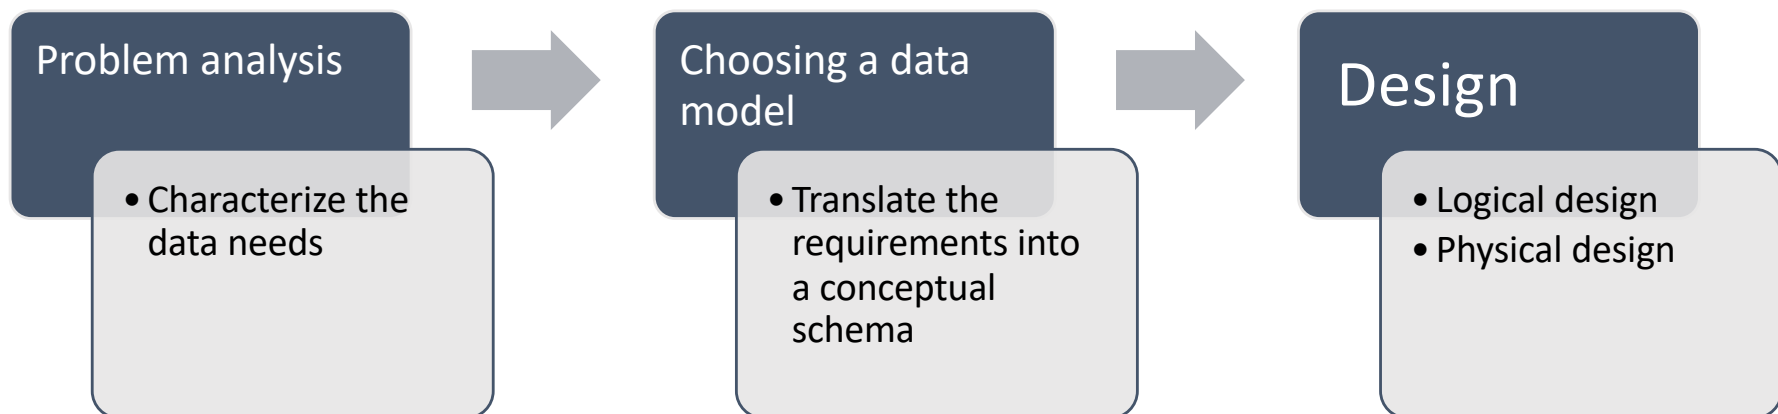 Problem analysis
• Characterize the
data needs
Choosing a data
model
• Translate the
requirements into
a conceptual
schema
Design
• Logical design
• Physical design